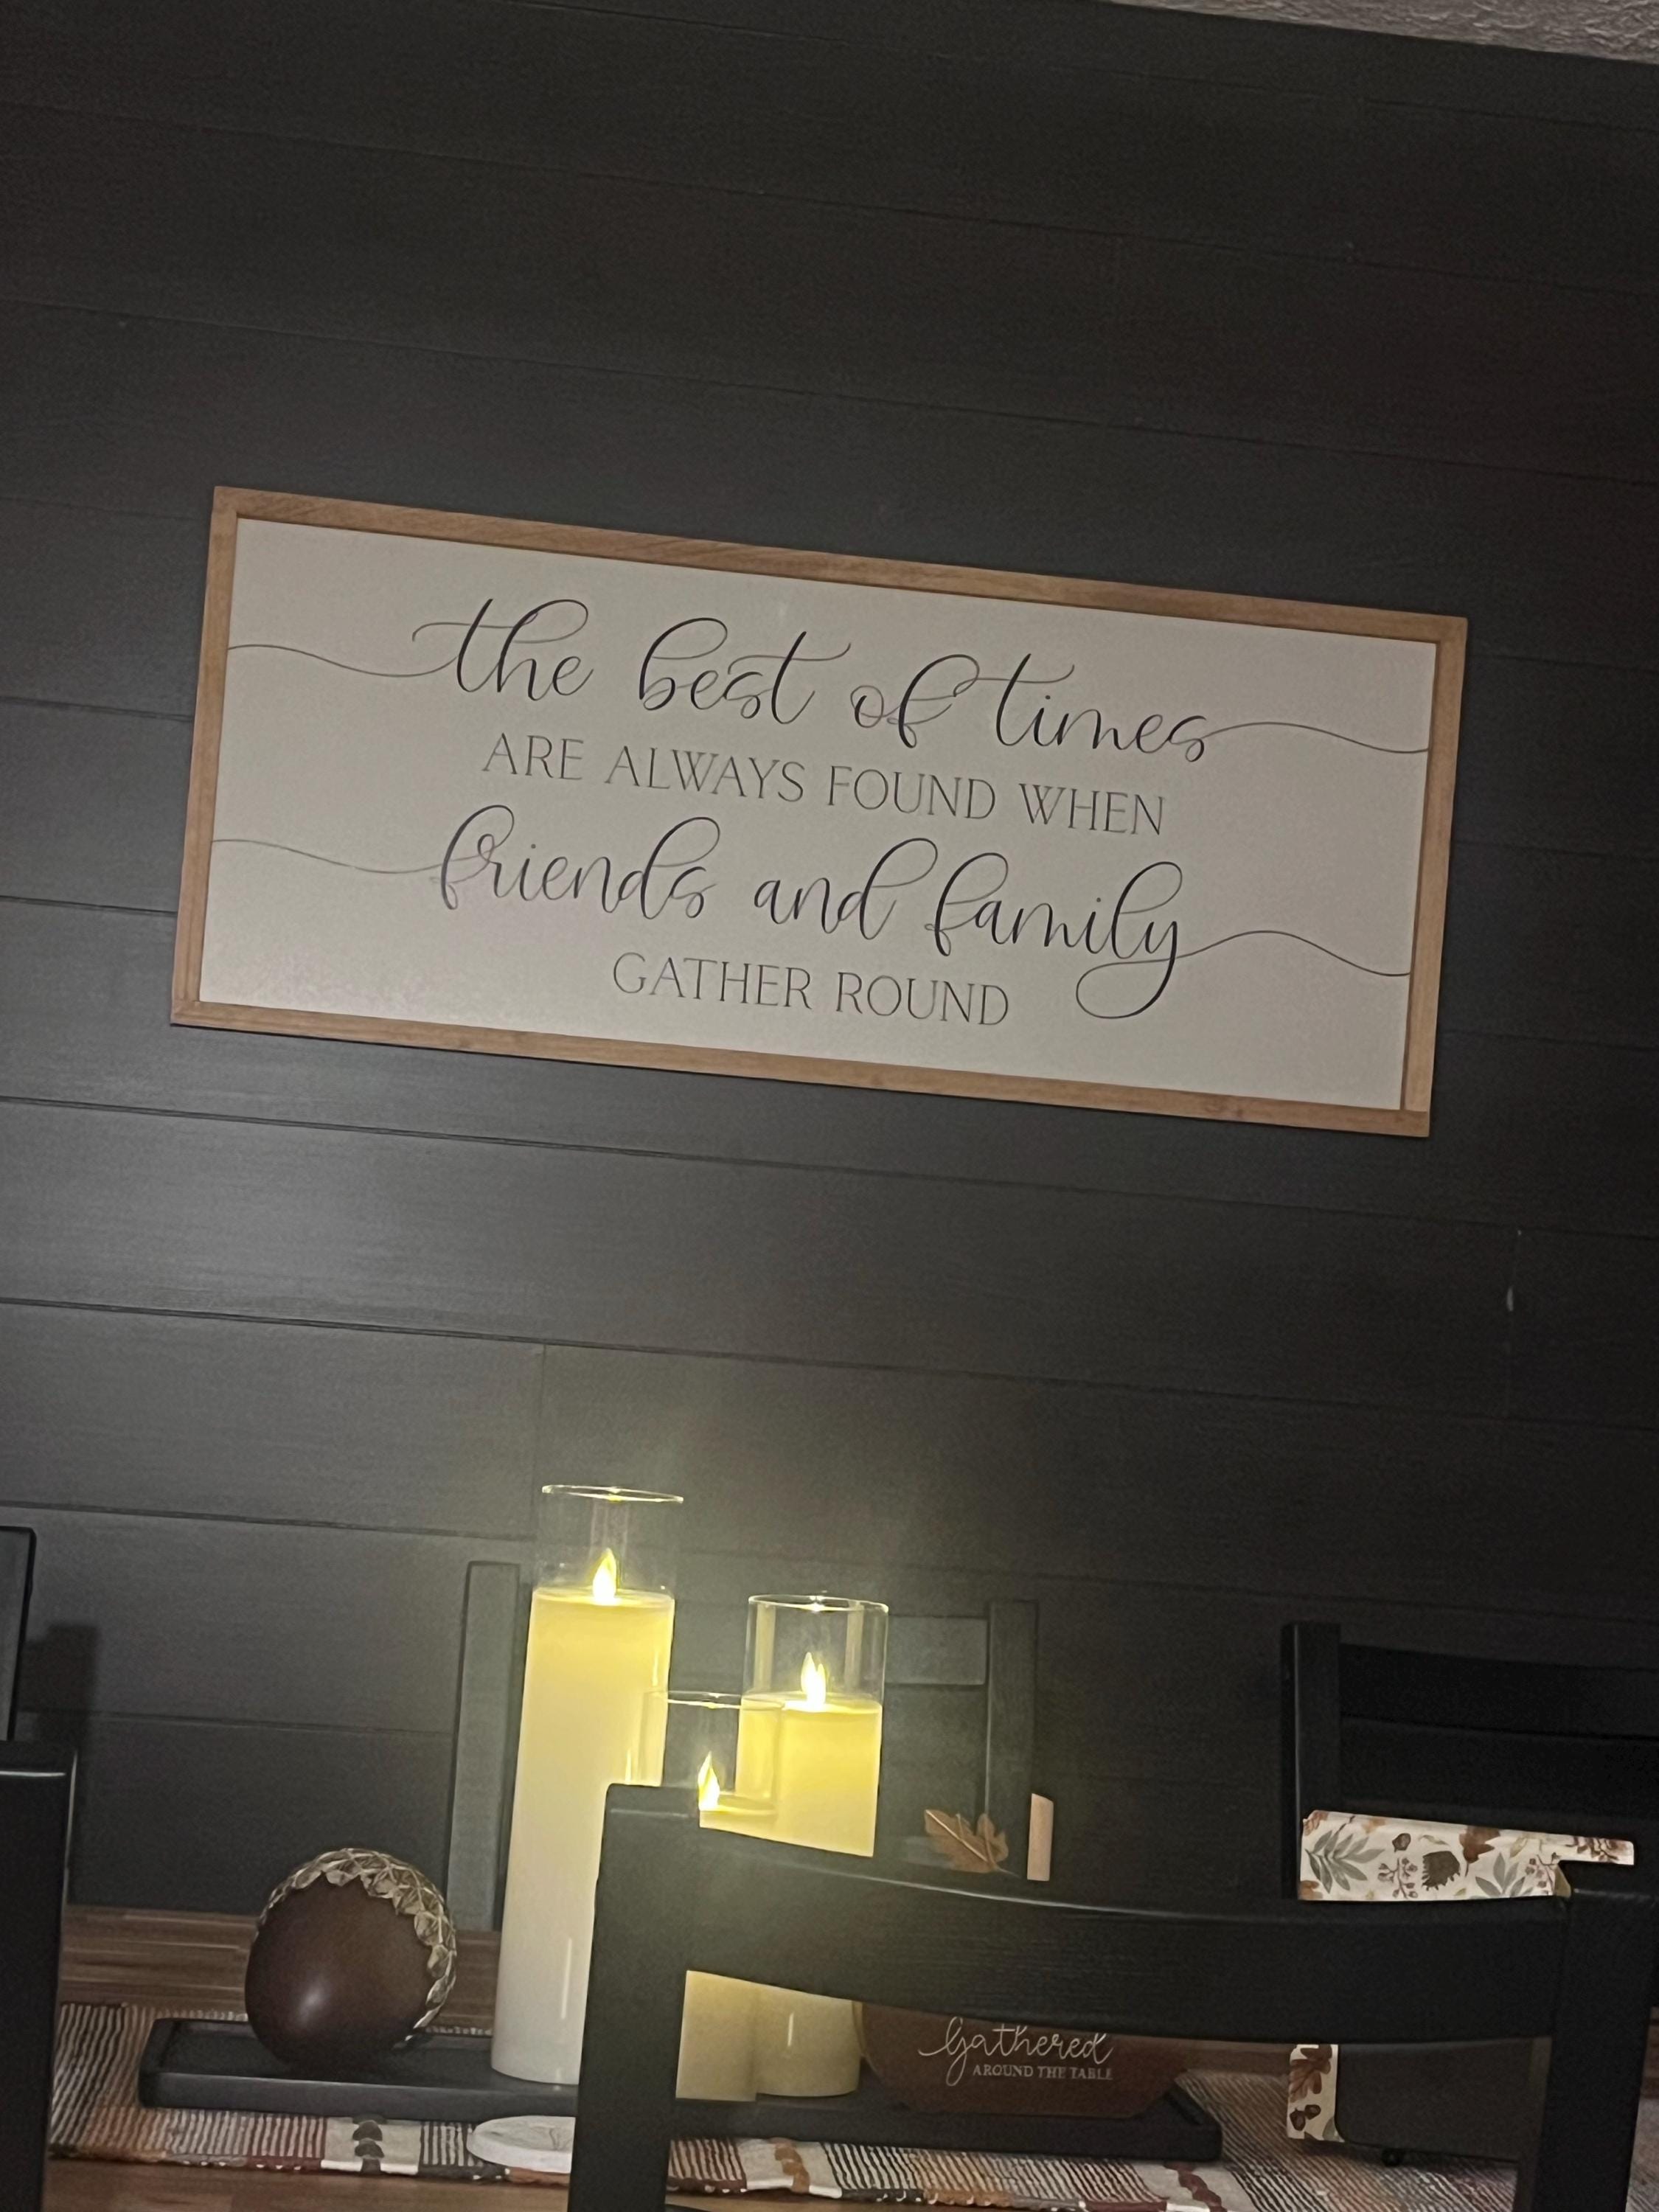 the best of times
ARE ALWAYS FOUND WHEN
friends and family
GATHER ROUND
Gathered
AROUND THE TABLE